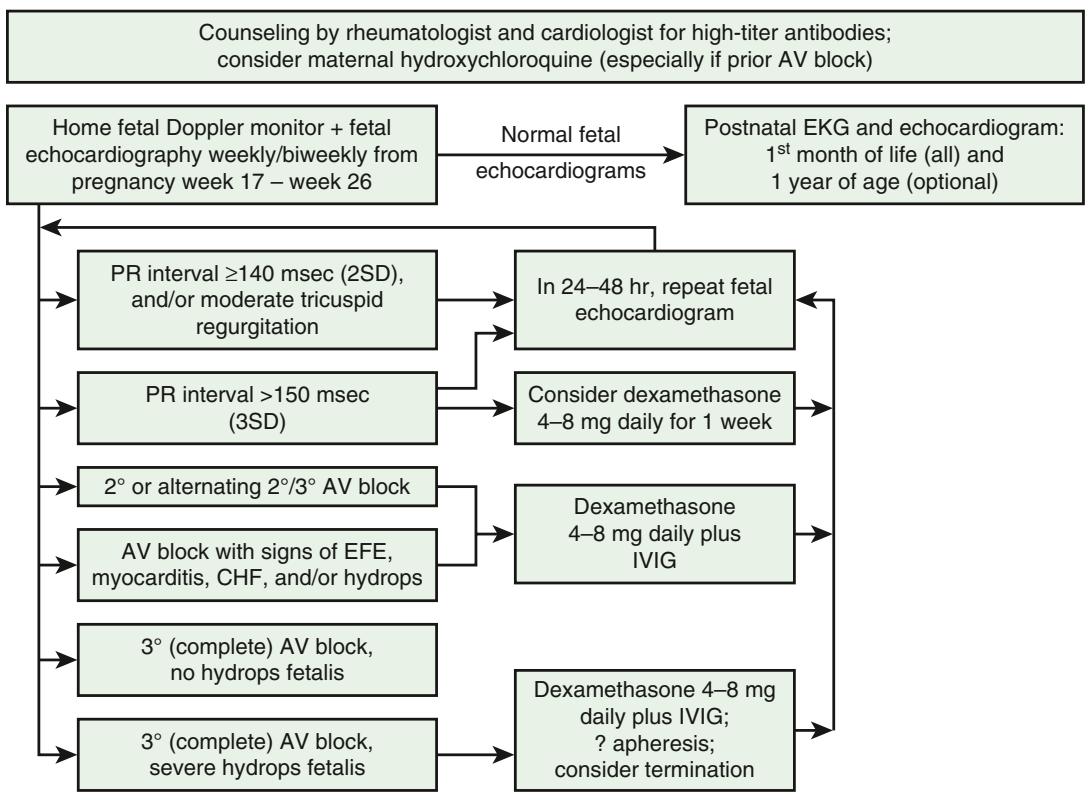 Counseling by rheumatologist and cardiologist for high-titer antibodies;
consider maternal hydroxychloroquine (especially if prior AV block)
Home fetal Doppler monitor + fetal
echocardiography weekly/biweekly from
pregnancy week 17 – week 26
Normal fetal
echocardiograms
Postnatal EKG and echocardiogram:
1st month of life (all) and
1 year of age (optional)
PR interval ≥140 msec (2SD),
and/or moderate tricuspid
regurgitation
In 24–48 hr, repeat fetal
echocardiogram
PR interval >150 msec
(3SD)
Consider dexamethasone
4–8 mg daily for 1 week
2° or alternating 2°/3° AV block
AV block with signs of EFE,
myocarditis, CHF, and/or hydrops
Dexamethasone
4–8 mg daily plus
IVIG
3° (complete) AV block,
no hydrops fetalis
3° (complete) AV block,
severe hydrops fetalis
Dexamethasone 4–8 mg
daily plus IVIG;
? apheresis;
consider termination